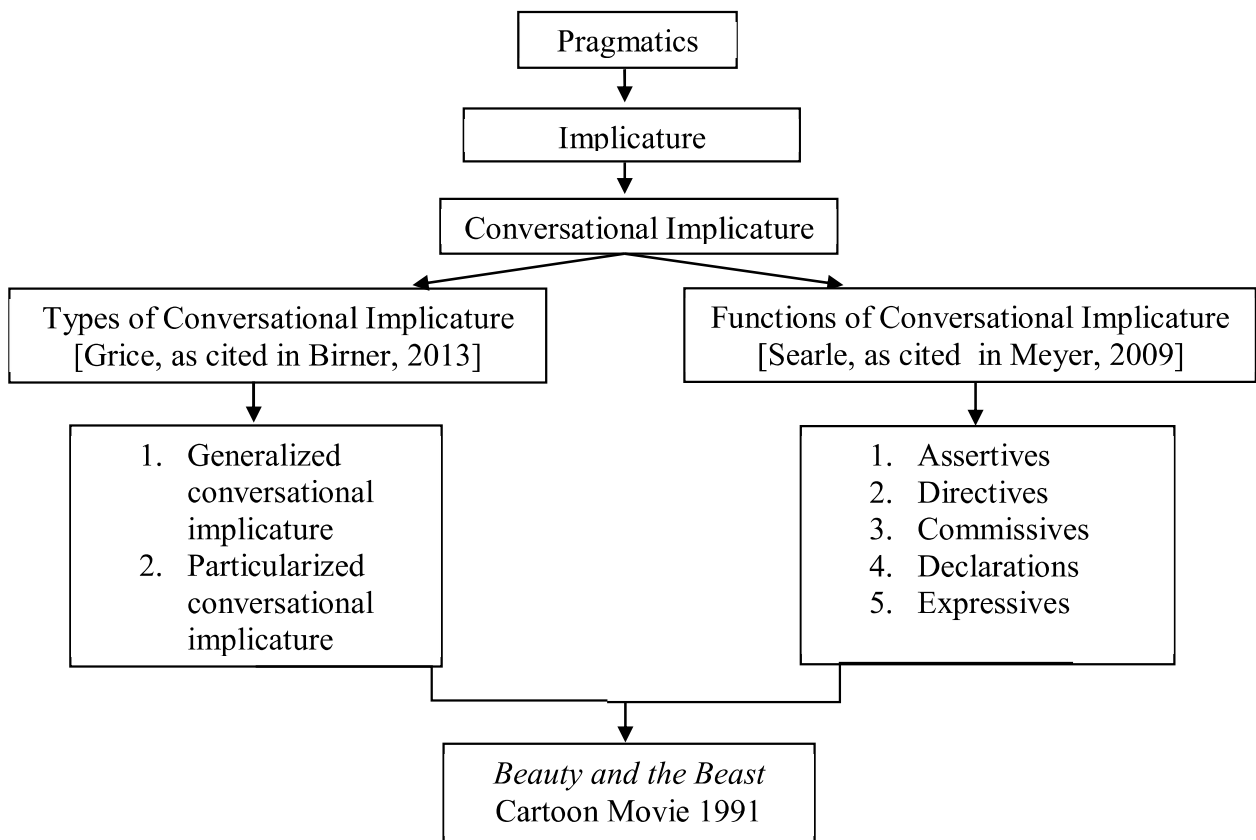 Pragmatics
Implicature
Conversational Implicature
Types of Conversational Implicature
[Grice, as cited in Birner, 2013]
Functions of Conversational Implicature
[Searle, as cited in Meyer, 2009]
1. Generalized
conversational
implicature
2. Particularized
conversational
implicature
1. Assertives
2. Directives
3. Commissives
4. Declarations
5. Expressives
Beauty and the Beast
Cartoon Movie 1991